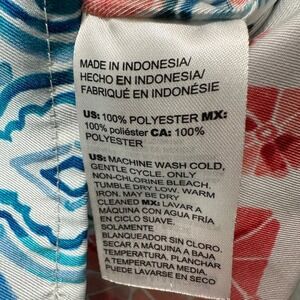 MADE IN INDONESIA/
HECHO EN INDONESIA/
FABRIQUÉ EN INDONÉSIE
US: 100% POLYESTER MX:
100% poliéster CA: 100%
POLYESTER
US: MACHINE WASH COLD,
GENTLE CYCLE. ONLY
NON-CHLORINE BLEACH.
TUMBLE DRY LOW. WARM
IRON. MAY BE DRY
CLEANED MX: LAVAR A
MÁQUINA CON AGUA FRÍA
EN CICLO SUAVE.
SOLAMENTE
BLANQUEADOR SIN CLORO.
SECAR A MÁQUINA A BAJA
TEMPERATURA. PLANCHAR
A TEMPERATURA MEDIA.
PUEDE LAVARSE EN SECO